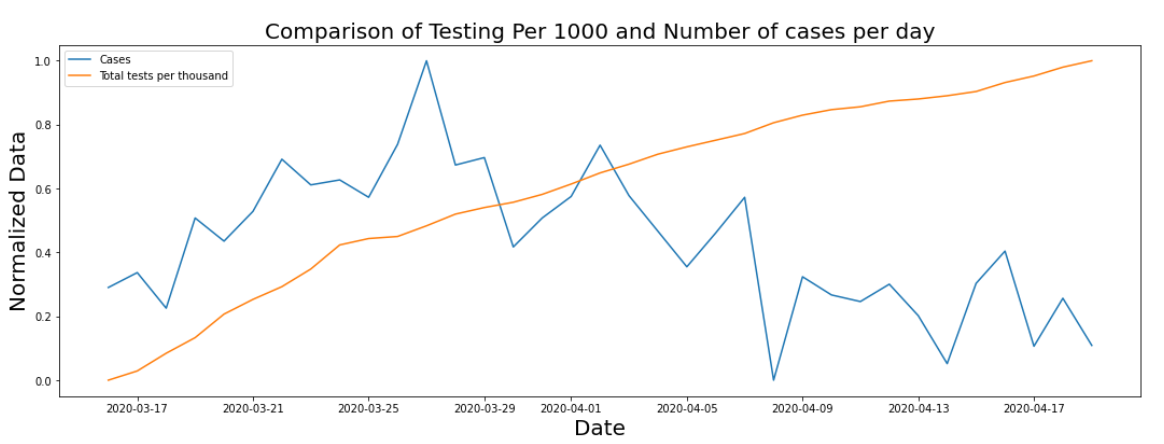 Comparison of Testing Per 1000 and Number of cases per day
Cases
Total tests per thousand
Normalized Data
1.0
0.8
0.6
0.4
0.2
0.0
2020-03-17 2020-03-21 2020-03-25 2020-03-29 2020-04-01 2020-04-05 2020-04-09 2020-04-13 2020-04-17
Date